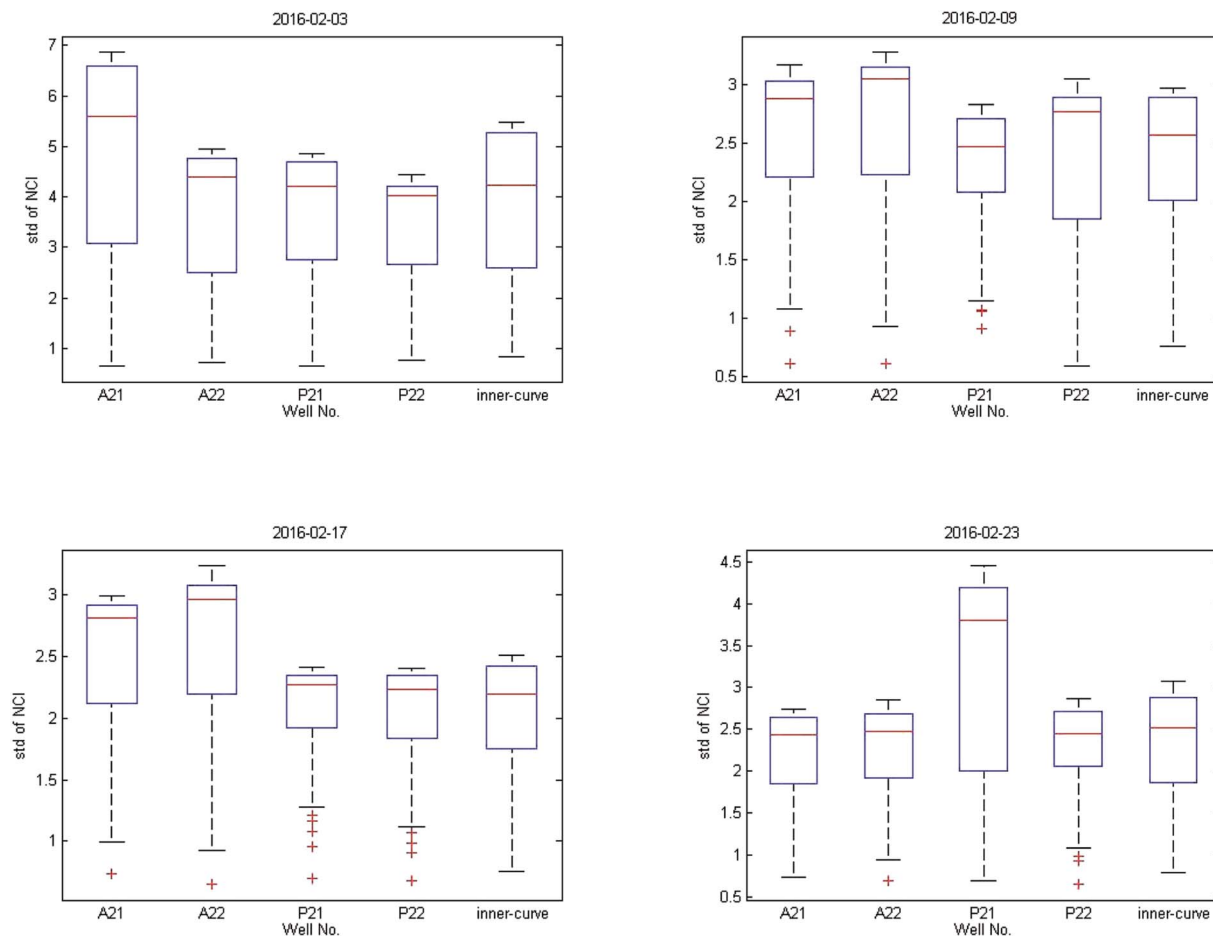 2016-02-03
7
6
5
4
3
2
1
std of NCI
A21 A22 P21 P22 inner-curve
Well No.
2016-02-09
3
2.5
2
1.5
1
0.5
std of NCI
A21 A22 P21 P22 inner-curve
Well No.
2016-02-17
3
2.5
2
1.5
1
std of NCI
A21 A22 P21 P22 inner-curve
Well No.
2016-02-23
4.5
4
3.5
3
2.5
2
1.5
1
0.5
std of NCI
A21 A22 P21 P22 inner-curve
Well No.